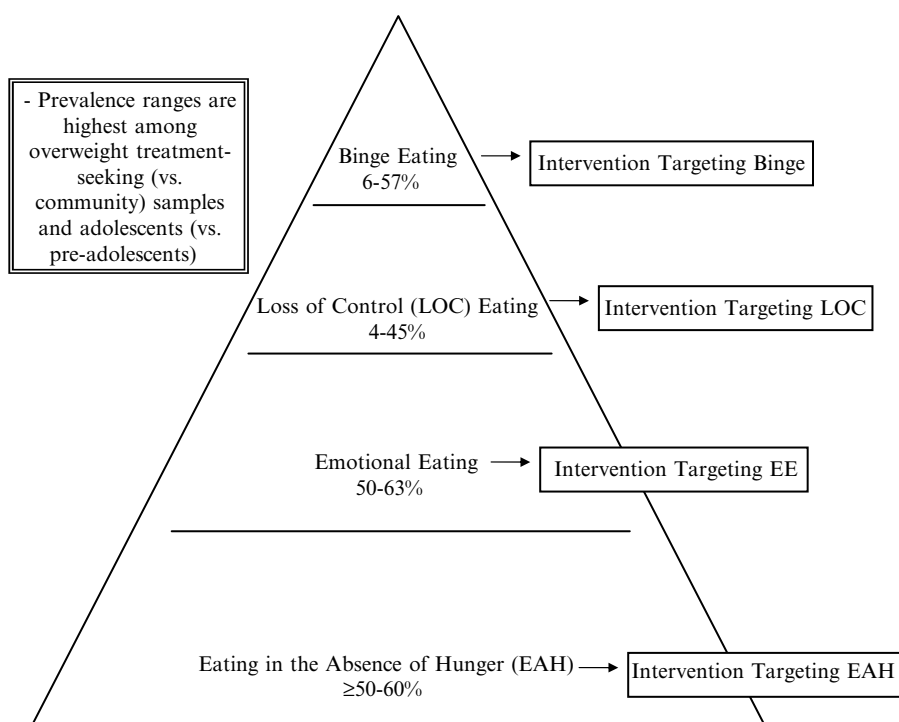 - Prevalence ranges are
highest among
overweight treatment-
seeking (vs.
community) samples
and adolescents (vs.
pre-adolescents)
Binge Eating
6-57%
Intervention Targeting Binge
Loss of Control (LOC) Eating
4-45%
Intervention Targeting LOC
Emotional Eating
50-63%
Intervention Targeting EE
Eating in the Absence of Hunger (EAH)
≥50-60%
Intervention Targeting EAH